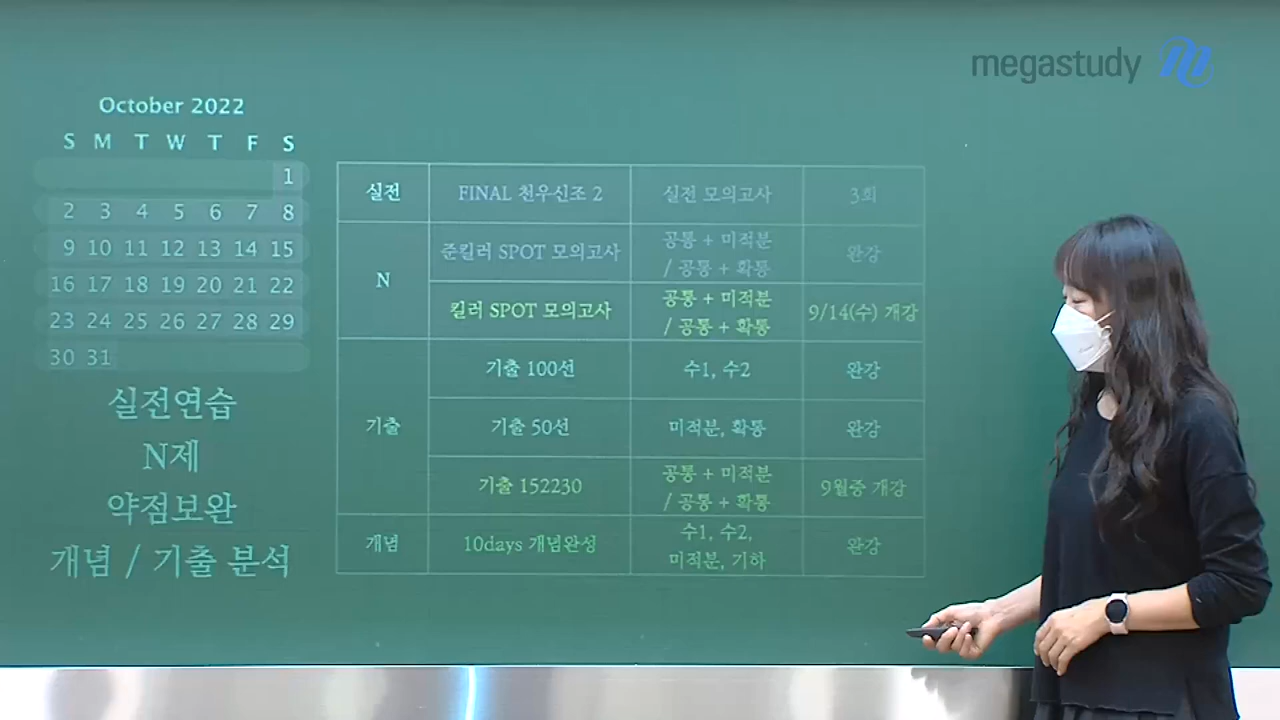 megastudy
October 2022
S M T W T F S
1
2 3 4 5 6 7 8
9 10 11 12 13 14 15
16 17 18 19 20 21 22
23 24 25 26 27 28 29
30 31
실전연습
N제
약점보완
개념 / 기출 분석
실전 FINAL 천우신조 2 실전 모의고사 3회
N 준킬러 SPOT 모의고사 공통 + 미적분
/ 공통 + 확통 완강
킬러 SPOT 모의고사 공통 + 미적분
/ 공통 + 확통 9/14(수) 개강
기출 기출 100선 수1, 수2 완강
기출 50선 미적분, 확통 완강
기출 152230 공통 + 미적분
/ 공통 + 확통 9월중 개강
개념 10days 개념완성 수1, 수2,
미적분, 기하 완강